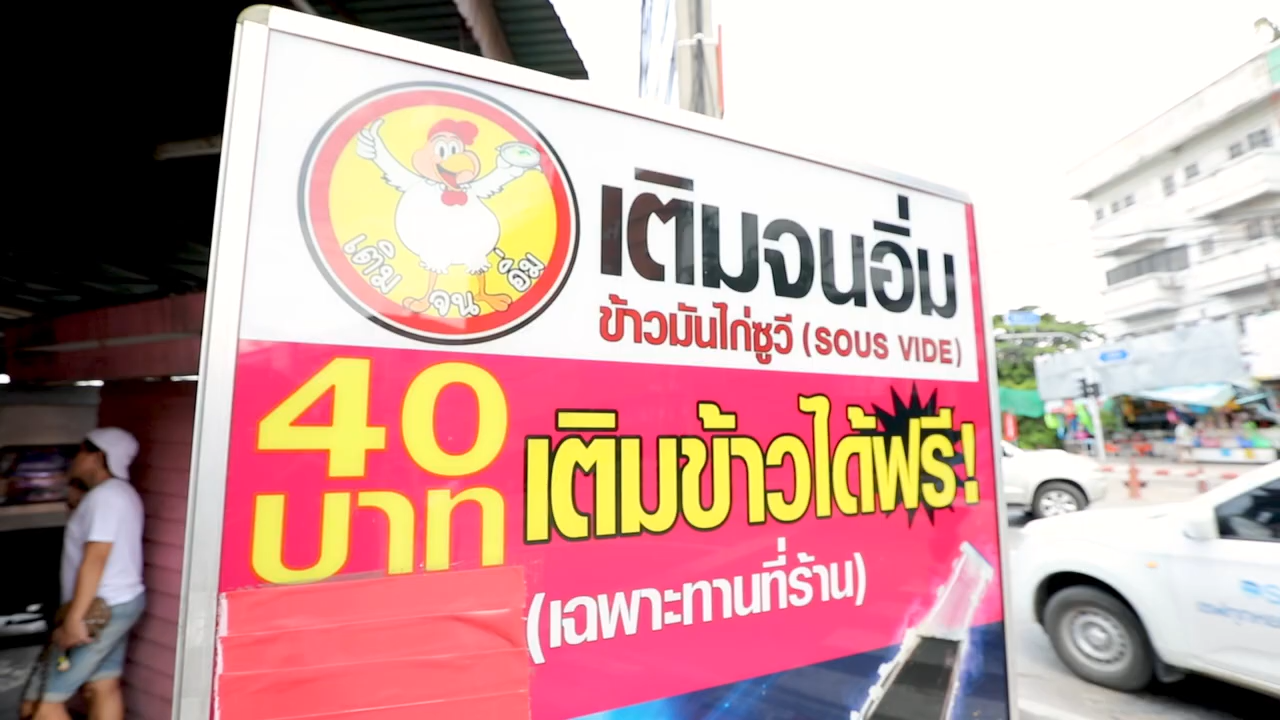 เติม
จน
อิ่ม
เติมจนอิ่ม
ข้าวมันไก่ซูวี (SOUS VIDE)
40
บาท
เติมข้าวได้ฟรี!
(เฉพาะทานที่ร้าน)